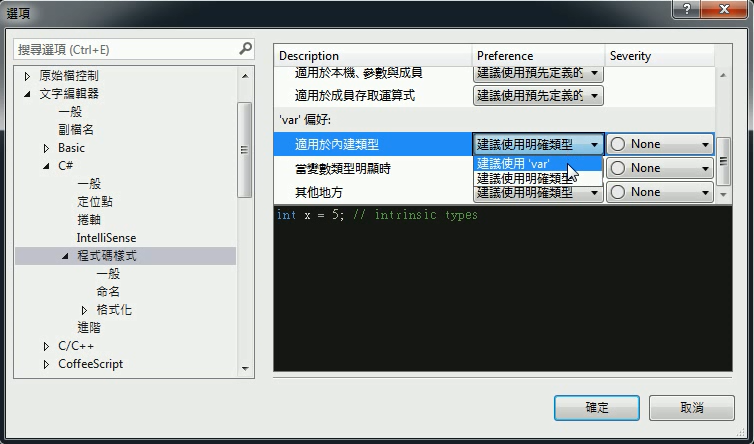 選項
?
搜尋選項 (Ctrl+E)
原始檔控制
文字編輯器
一般
副檔名
Basic
C#
一般
定位點
捲軸
IntelliSense
程式碼樣式
一般
命名
格式化
進階
C/C++
CoffeeScript
Description Preference Severity
適用於本機、參數與成員 建議使用預先定義的
適用於成員存取運算式 建議使用預先定義的
'var' 偏好:
適用於內建類型 建議使用明確類型 None
建議使用 'var'
當變數類型明顯時 建議使用明確類型 None
其他地方 建議使用明確類型 None
int x = 5; // intrinsic types
確定 取消